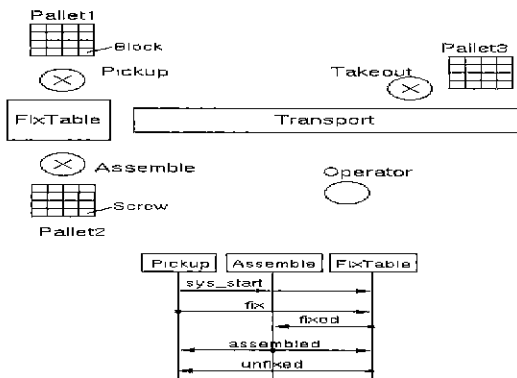 Pallet1
Block
Pickup
Takeout
Pallet3
FixTable
Transport
Assemble
Operator
Screw
Pallet2
Pickup
Assemble
FixTable
sys_start
fix
fixed
assembled
unfixed